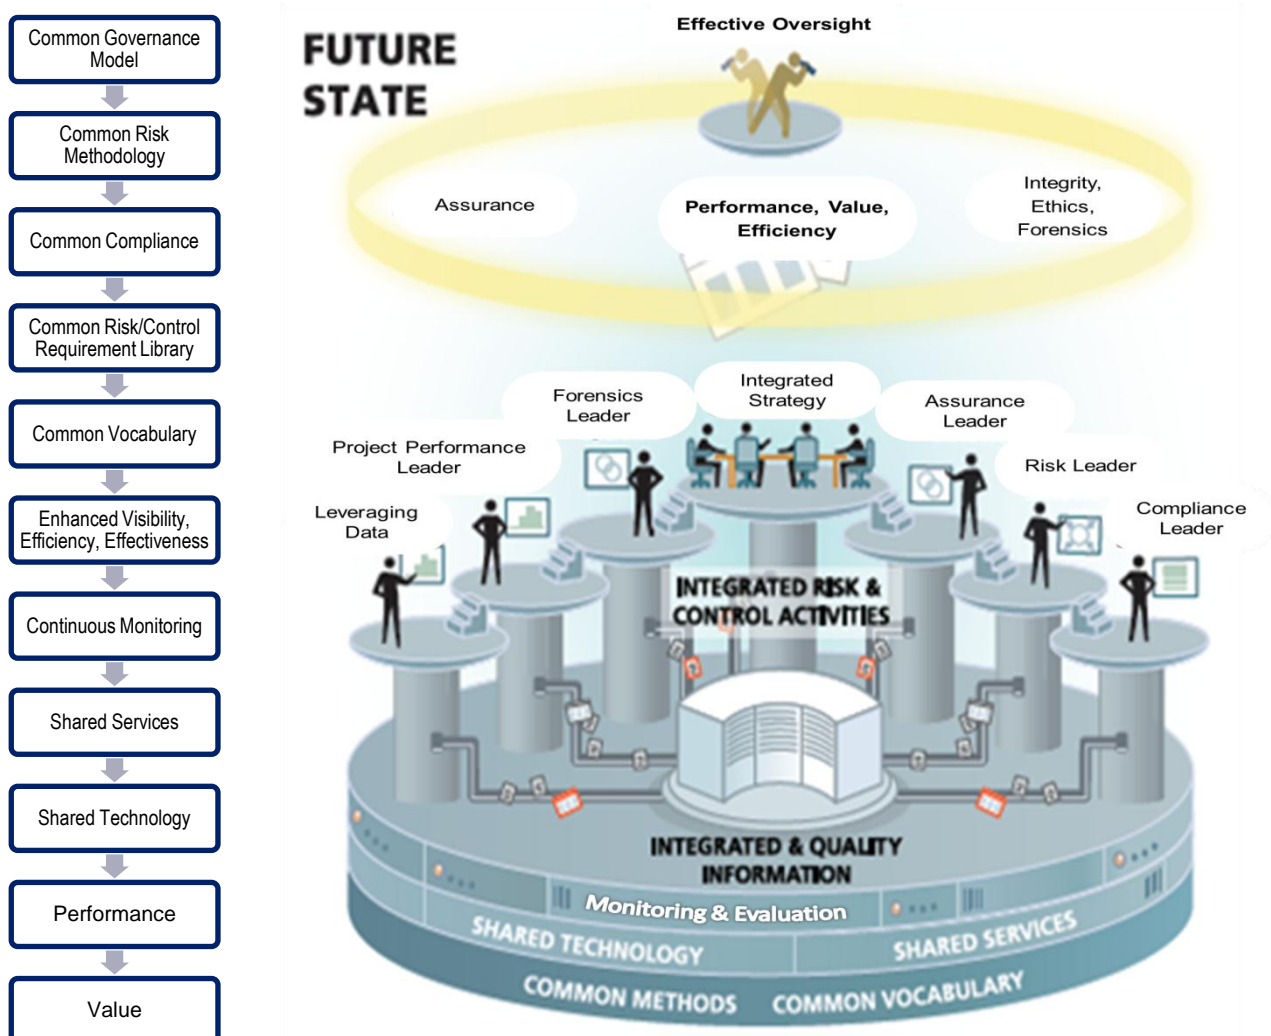 Common Governance
Model
Common Risk
Methodology
Common Compliance
Common Risk/Control
Requirement Library
Common Vocabulary
Enhanced Visibility,
Efficiency, Effectiveness
Continuous Monitoring
Shared Services
Shared Technology
Performance
Value
FUTURE
STATE
Effective Oversight
Assurance
Performance, Value,
Efficiency
Integrity,
Ethics,
Forensics
Integrated
Strategy
Forensics
Leader
Assurance
Leader
Project Performance
Leader
Risk Leader
Leveraging
Data
Compliance
Leader
INTEGRATED RISK &
CONTROL ACTIVITIES
INTEGRATED & QUALITY
INFORMATION
Monitoring & Evaluation
SHARED TECHNOLOGY
SHARED SERVICES
COMMON METHODS
COMMON VOCABULARY